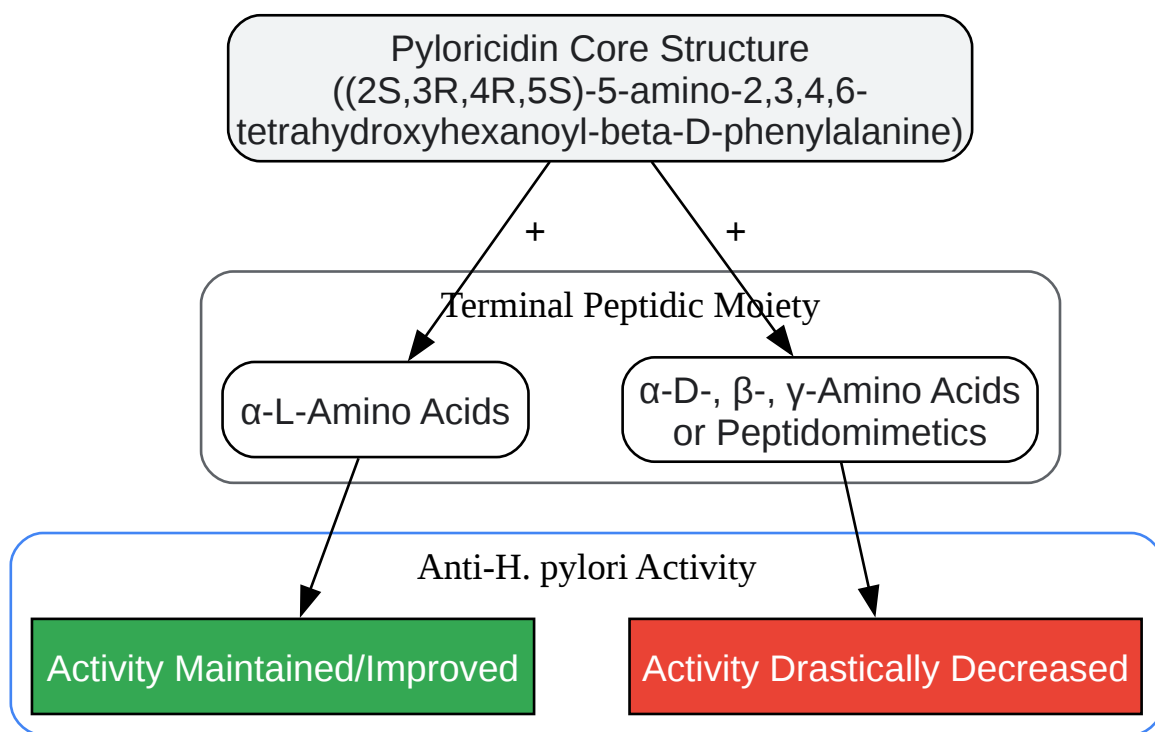 Pyloricidin Core Structure
((2S,3R,4R,5S)-5-amino-2,3,4,6-
tetrahydroxyhexanoyl-beta-D-phenylalanine)
+
+
Terminal Peptidic Moiety
α-L-Amino Acids
α-D-, β-, γ-Amino Acids
or Peptidomimetics
Anti-H. pylori Activity
Activity Maintained/Improved
Activity Drastically Decreased